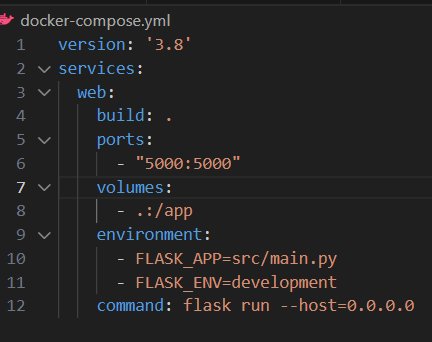 docker-compose.yml
1 version: '3.8'
2 services:
3   web:
4     build: .
5     ports:
6       - "5000:5000"
7     volumes:
8       - .:/app
9     environment:
10       - FLASK_APP=src/main.py
11       - FLASK_ENV=development
12     command: flask run --host=0.0.0.0